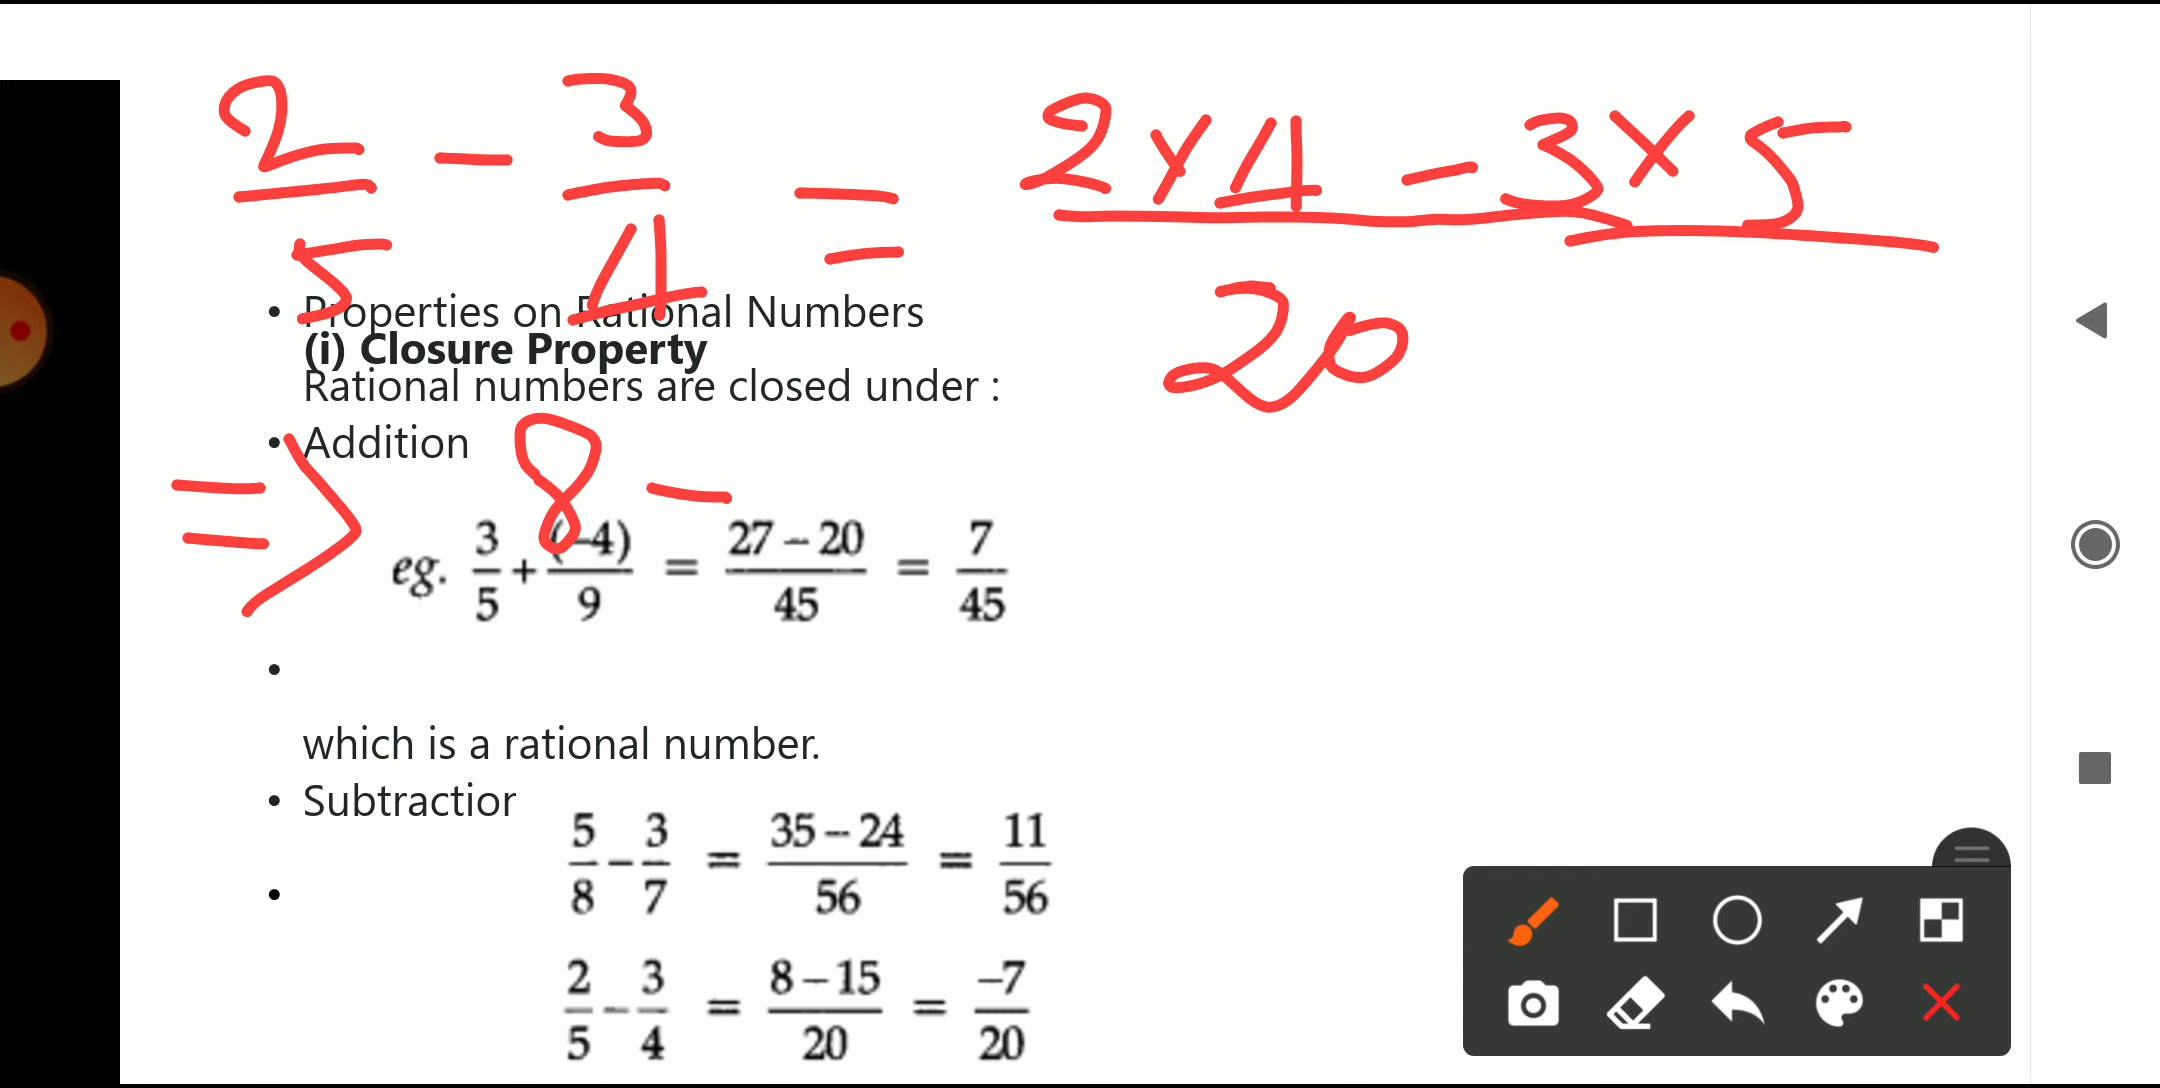 2/5 - 3/4 = (2 × 4 - 3 × 5)/20
• Properties on Rational Numbers
(i) Closure Property
Rational numbers are closed under :
• Addition
=> 8 -
eg. 3/5 + (-4)/9 = (27 - 20)/45 = 7/45
•
which is a rational number.
• Subtractior
5/8 - 3/7 = (35 - 24)/56 = 11/56
•
2/5 - 3/4 = (8 - 15)/20 = -7/20